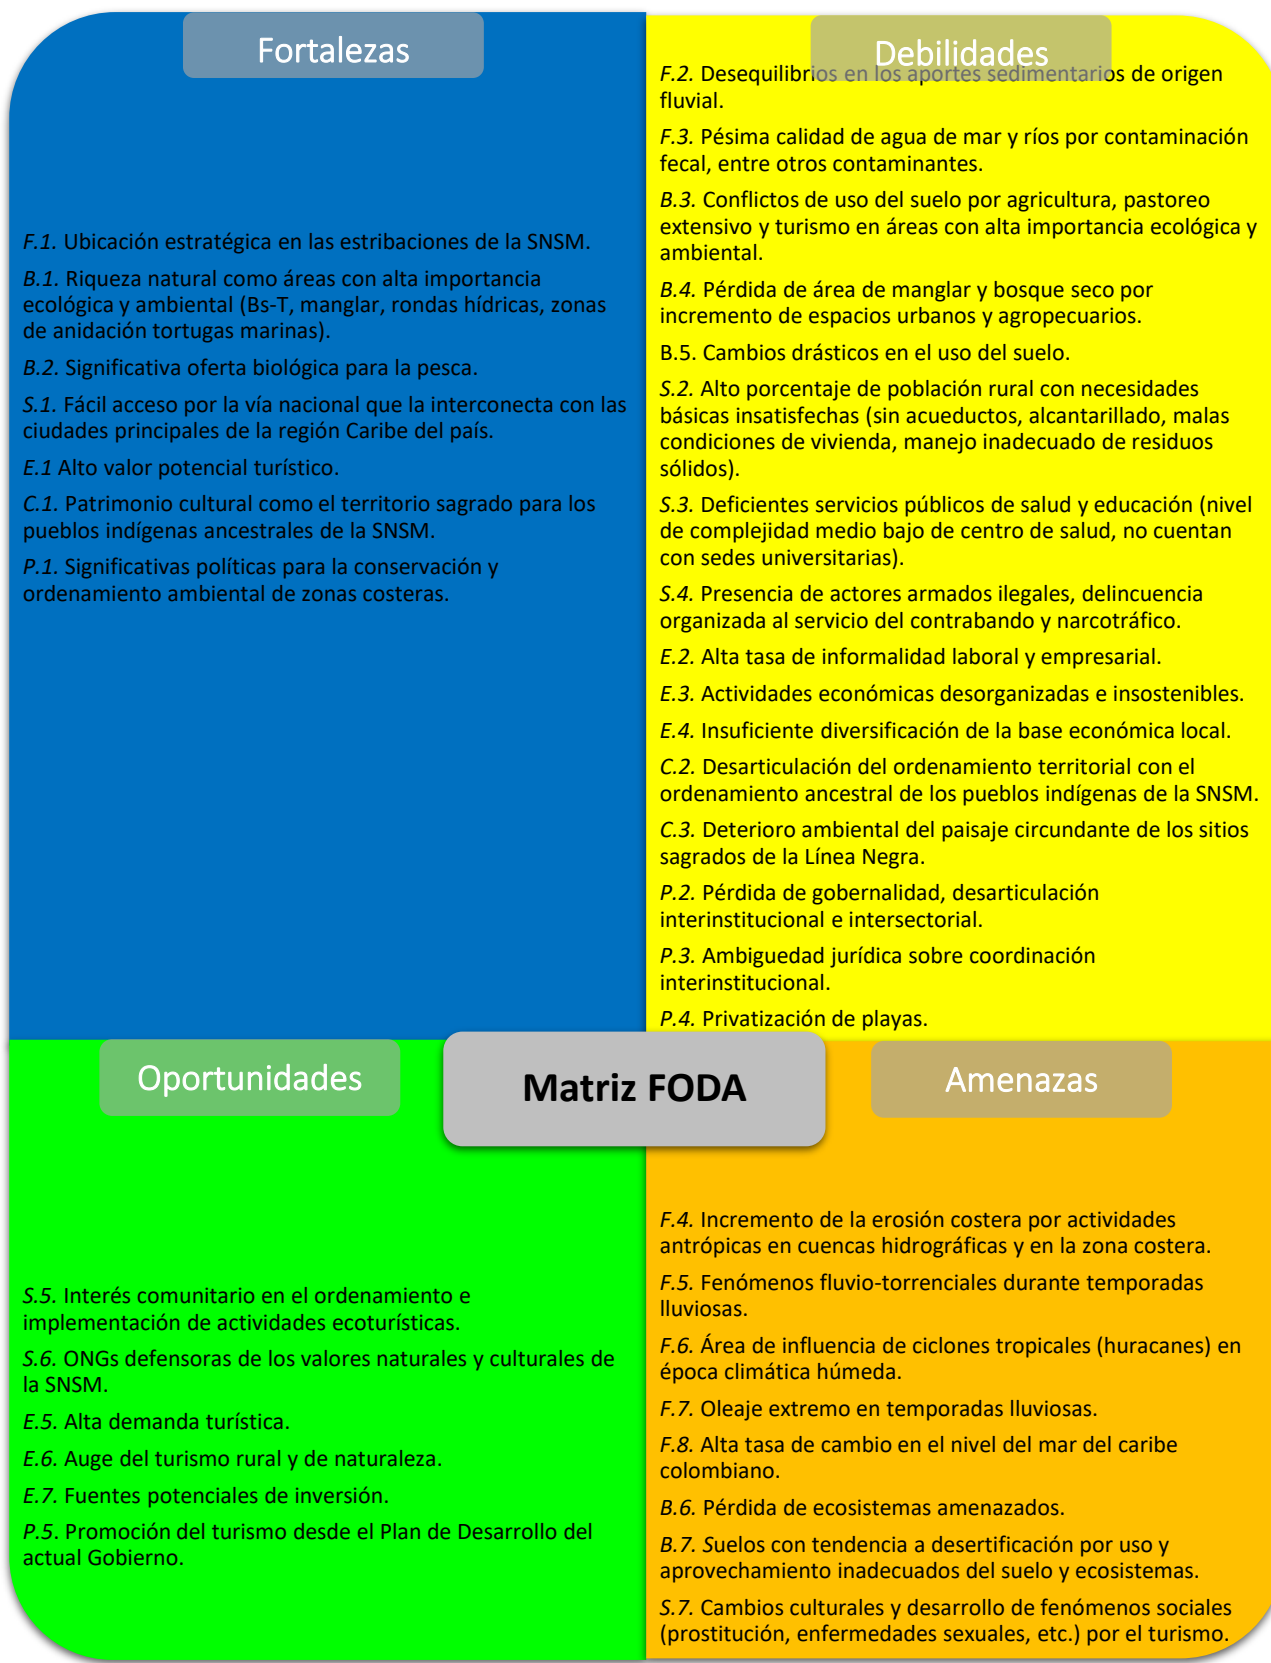 Fortalezas
F.1. Ubicación estratégica en las estribaciones de la SNSM.
B.1. Riqueza natural como áreas con alta importancia
ecológica y ambiental (Bs-T, manglar, rondas hídricas, zonas
de anidación tortugas marinas).
B.2. Significativa oferta biológica para la pesca.
S.1. Fácil acceso por la vía nacional que la interconecta con las
ciudades principales de la región Caribe del país.
E.1 Alto valor potencial turístico.
C.1. Patrimonio cultural como el territorio sagrado para los
pueblos indígenas ancestrales de la SNSM.
P.1. Significativas políticas para la conservación y
ordenamiento ambiental de zonas costeras.
Debilidades
F.2. Desequilibrios en los aportes sedimentarios de origen
fluvial.
F.3. Pésima calidad de agua de mar y ríos por contaminación
fecal, entre otros contaminantes.
B.3. Conflictos de uso del suelo por agricultura, pastoreo
extensivo y turismo en áreas con alta importancia ecológica y
ambiental.
B.4. Pérdida de área de manglar y bosque seco por
incremento de espacios urbanos y agropecuarios.
B.5. Cambios drásticos en el uso del suelo.
S.2. Alto porcentaje de población rural con necesidades
básicas insatisfechas (sin acueductos, alcantarillado, malas
condiciones de vivienda, manejo inadecuado de residuos
sólidos).
S.3. Deficientes servicios públicos de salud y educación (nivel
de complejidad medio bajo de centro de salud, no cuentan
con sedes universitarias).
S.4. Presencia de actores armados ilegales, delincuencia
organizada al servicio del contrabando y narcotráfico.
E.2. Alta tasa de informalidad laboral y empresarial.
E.3. Actividades económicas desorganizadas e insostenibles.
E.4. Insuficiente diversificación de la base económica local.
C.2. Desarticulación del ordenamiento territorial con el
ordenamiento ancestral de los pueblos indígenas de la SNSM.
C.3. Deterioro ambiental del paisaje circundante de los sitios
sagrados de la Línea Negra.
P.2. Pérdida de gobernalidad, desarticulación
interinstitucional e intersectorial.
P.3. Ambiguedad jurídica sobre coordinación
interinstitucional.
P.4. Privatización de playas.
Matriz FODA
Oportunidades
S.5. Interés comunitario en el ordenamiento e
implementación de actividades ecoturísticas.
S.6. ONGs defensoras de los valores naturales y culturales de
la SNSM.
E.5. Alta demanda turística.
E.6. Auge del turismo rural y de naturaleza.
E.7. Fuentes potenciales de inversión.
P.5. Promoción del turismo desde el Plan de Desarrollo del
actual Gobierno.
Amenazas
F.4. Incremento de la erosión costera por actividades
antrópicas en cuencas hidrográficas y en la zona costera.
F.5. Fenómenos fluvio-torrenciales durante temporadas
lluviosas.
F.6. Área de influencia de ciclones tropicales (huracanes) en
época climática húmeda.
F.7. Oleaje extremo en temporadas lluviosas.
F.8. Alta tasa de cambio en el nivel del mar del caribe
colombiano.
B.6. Pérdida de ecosistemas amenazados.
B.7. Suelos con tendencia a desertificación por uso y
aprovechamiento inadecuados del suelo y ecosistemas.
S.7. Cambios culturales y desarrollo de fenómenos sociales
(prostitución, enfermedades sexuales, etc.) por el turismo.